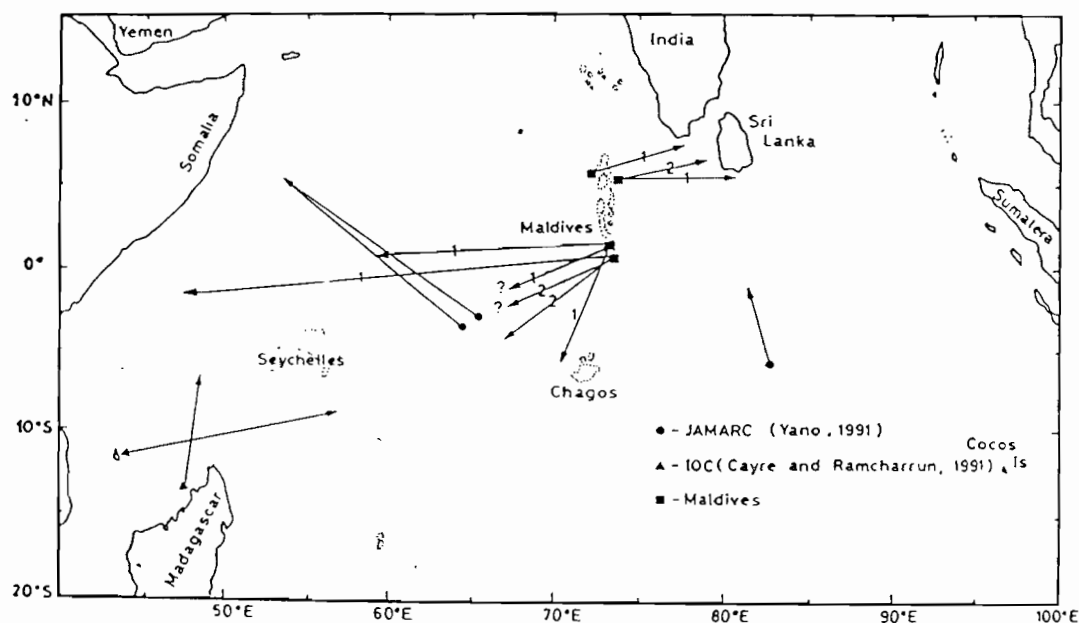 Yemen
India
10°N
Somalia
Sri
Lanka
1
2
1
Maldives
Sumatera
1
0°
1
?
1
2
?
2
1
Seychelles
Chagos
10°S
● - JAMARC (Yano, 1991)
Cocos
Is
▲ - IOC (Cayre and Ramcharrun, 1991)
■ - Maldives
Madagascar
20°S
50°E
60°E
70°E
80°E
90°E
100°E